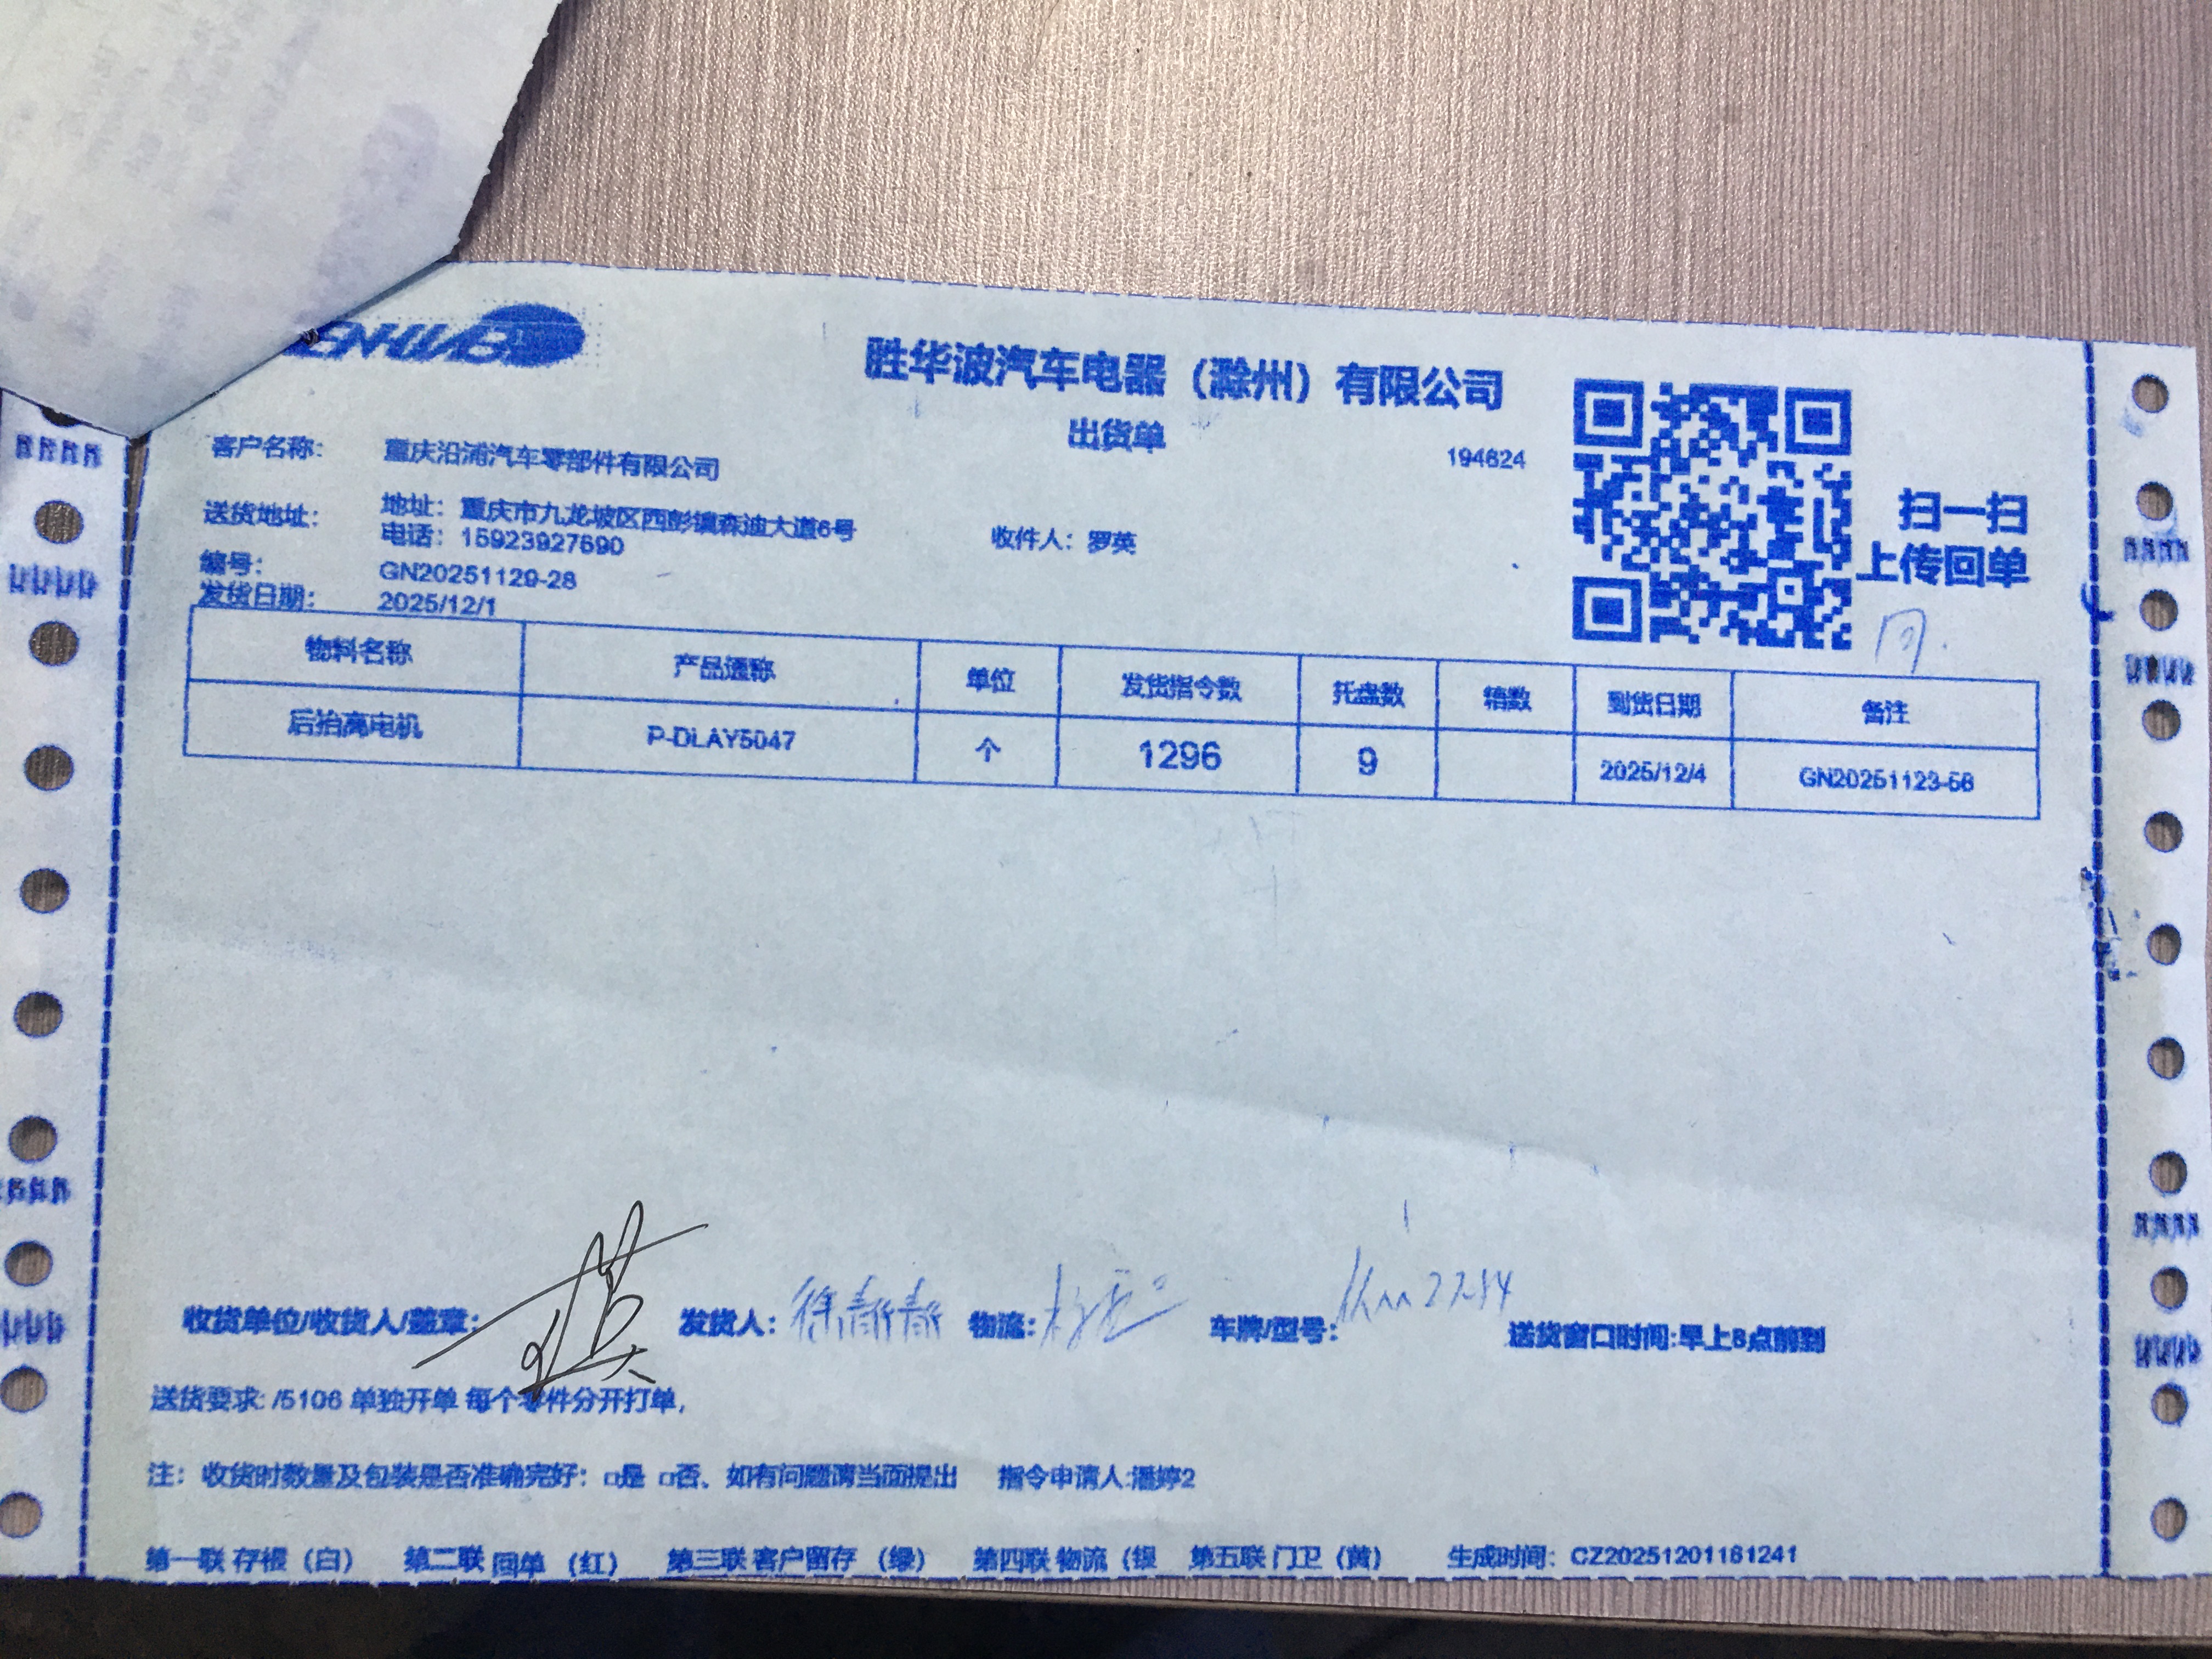 胜华波汽车电器（滁州）有限公司
出货单
194624
扫一扫
上传回单
客户名称： 重庆沿浦汽车零部件有限公司
送货地址： 地址：重庆市九龙坡区西彭镇森迪大道6号
电话：15923927690 收件人：罗英
编号： GN20251129-28
发货日期： 2025/12/1
物料名称 产品通称 单位 发货指令数 托盘数 箱数 到货日期 备注
后抬高电机 P-DLAY5047 个 1296 9 2025/12/4 GN20251123-58
收货单位/收货人/盖章： 发货人：徐静静 物流： 车牌/型号： 送货窗口时间:早上8点前到
送货要求: /5106 单独开单 每个零件分开打单,
注：收货时数量及包装是否准确完好：□是 □否、如有问题请当面提出 指令申请人:潘婷2
第一联 存根（白） 第二联 回单（红） 第三联 客户留存（绿） 第四联 物流（银 第五联 门卫（黄） 生成时间：CZ20251201161241